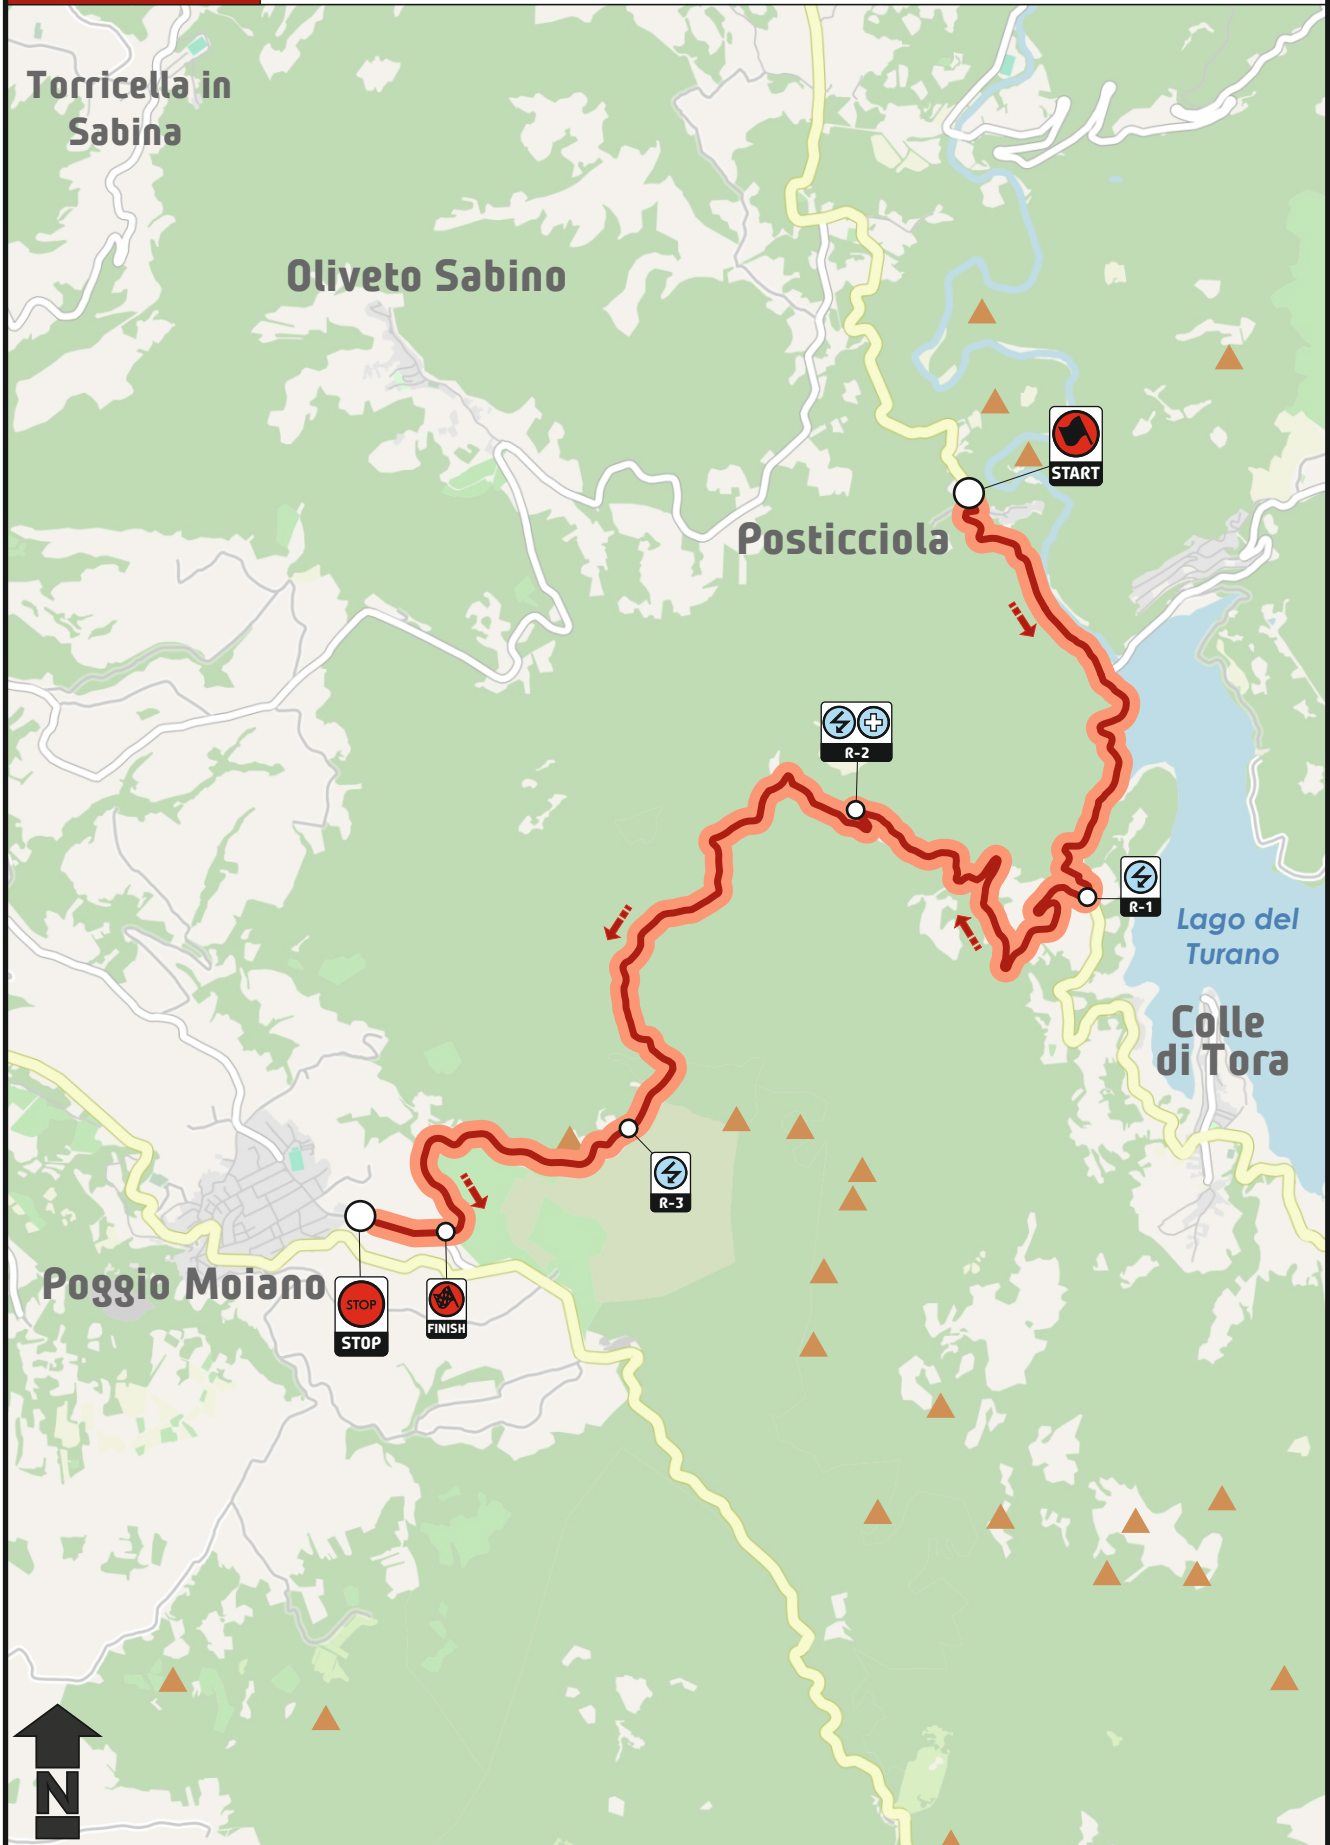 Torricella in
Sabina
Oliveto Sabino
START
Posticciola
R-2
R-1
Lago del
Turano
Colle
di Tora
R-3
Poggio Moiano
STOP
STOP
FINISH
N